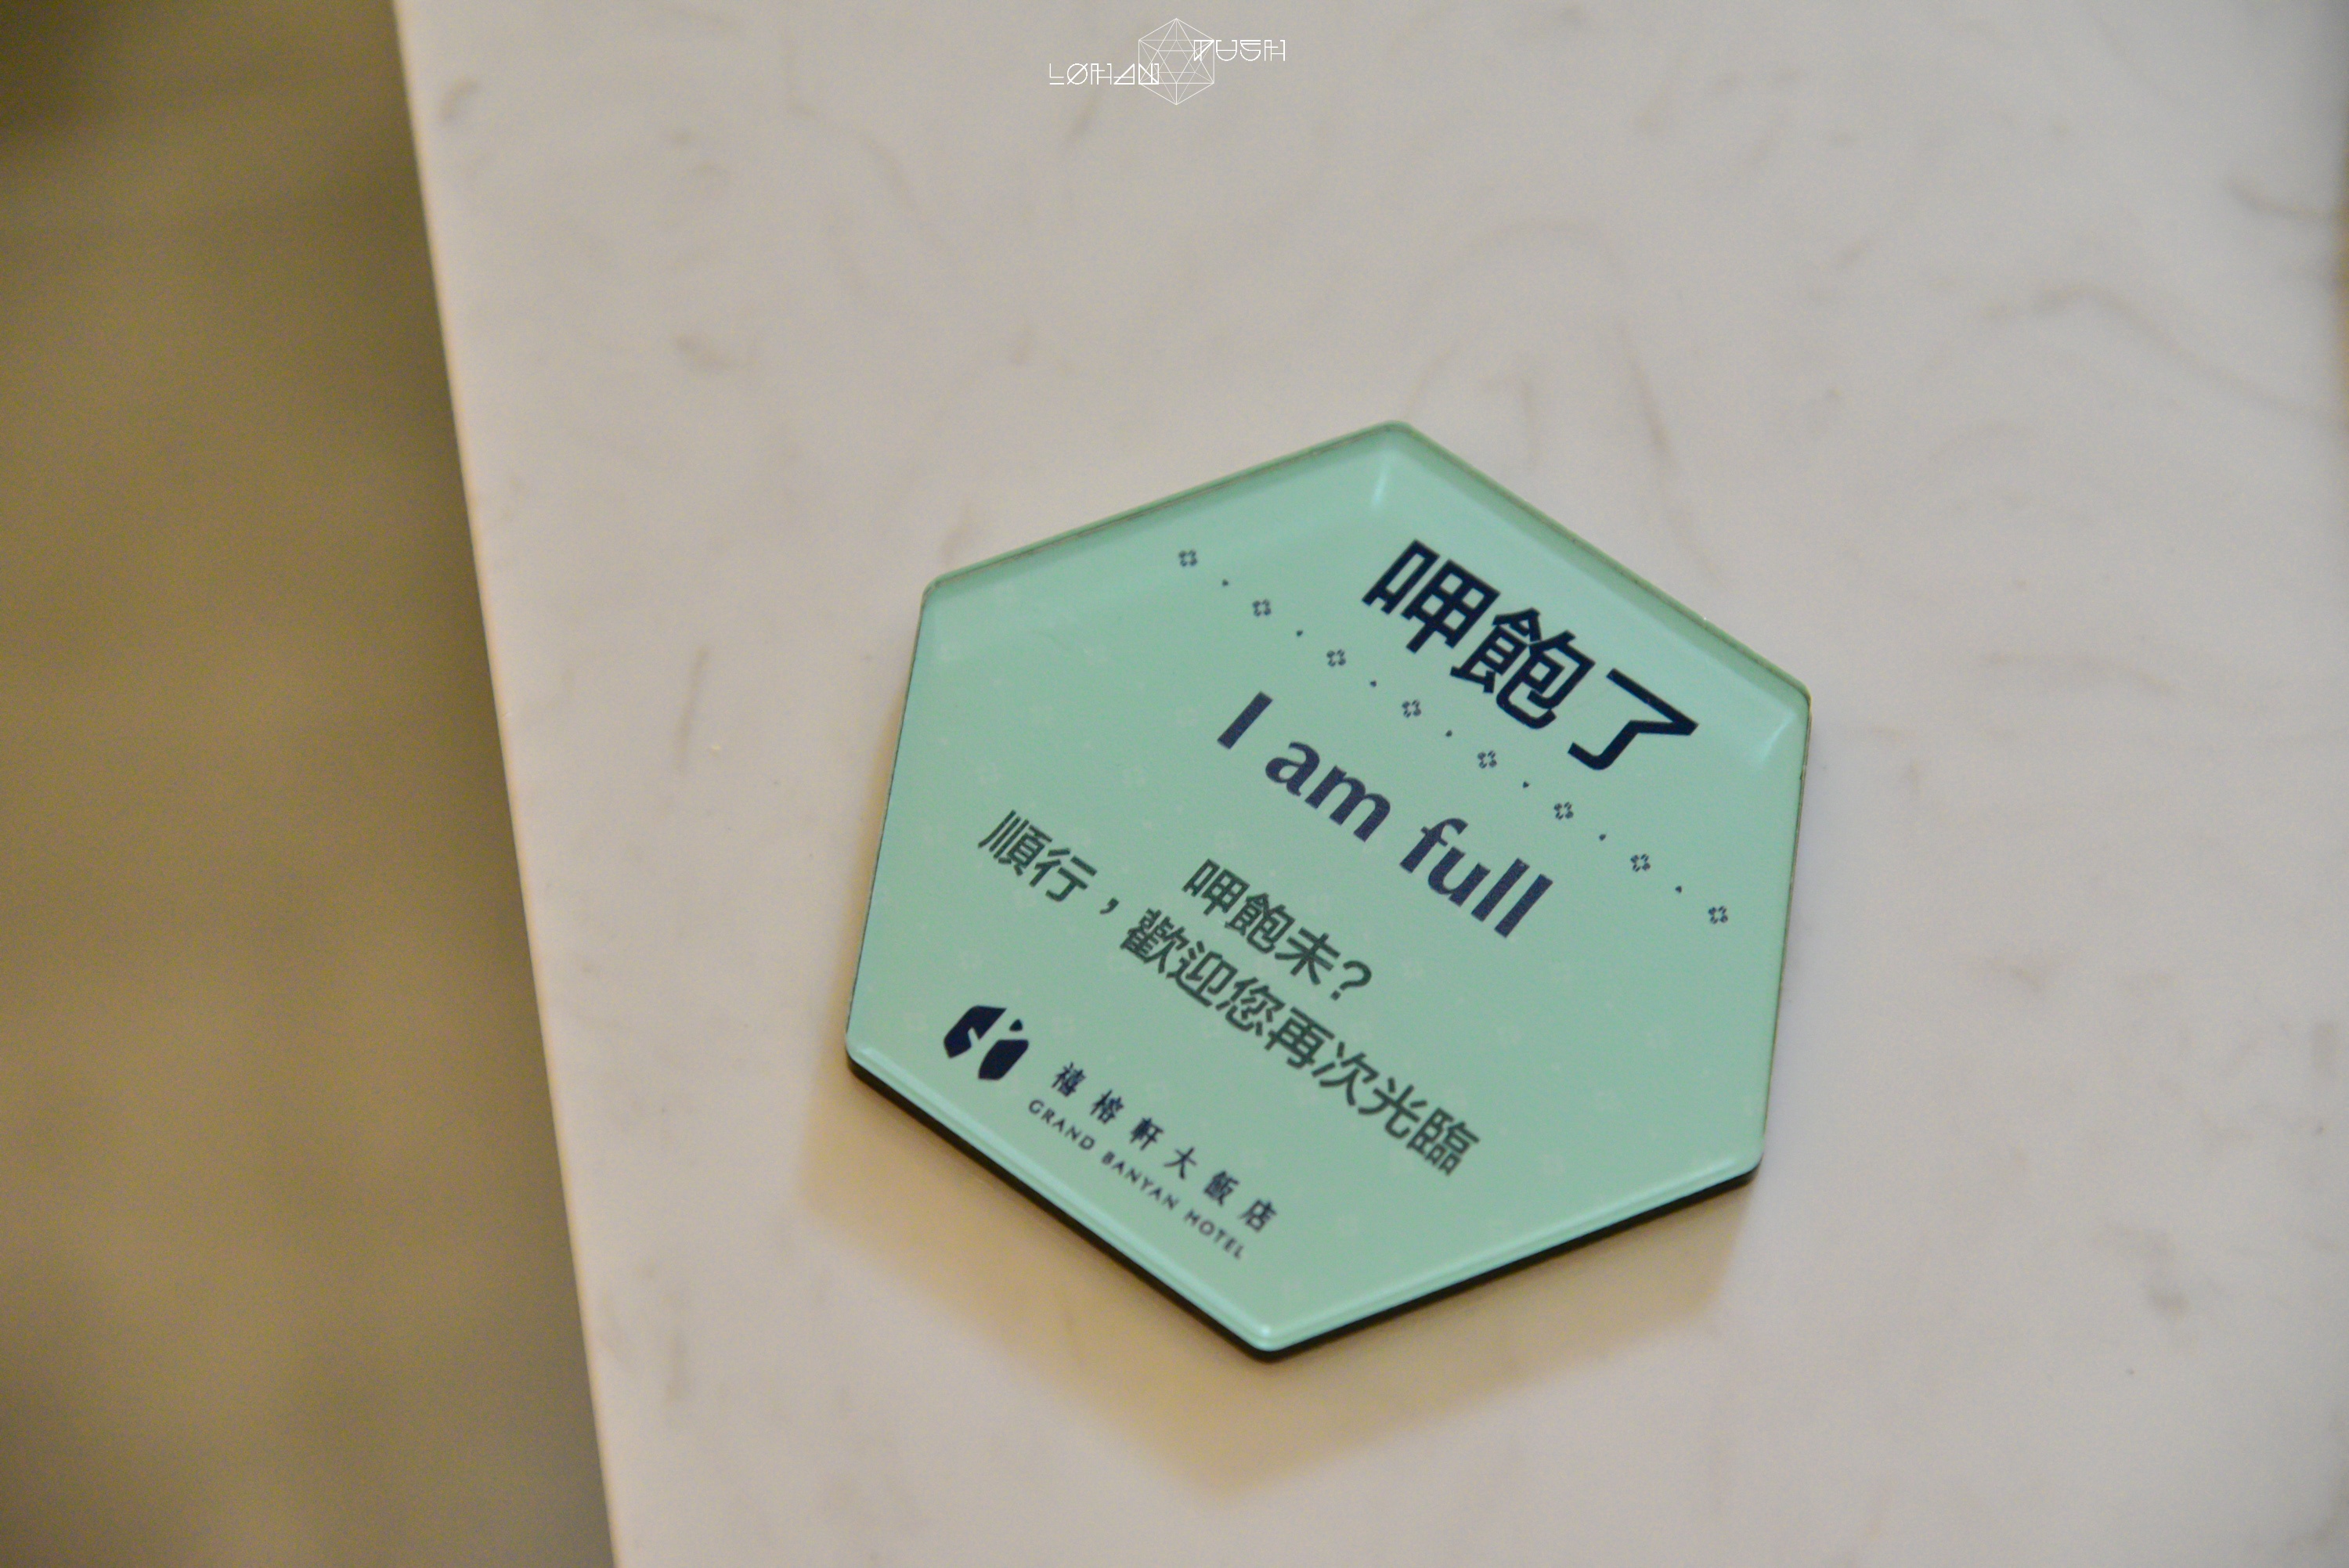 LOHAN TUSH
呷飽了
I am full
呷飽未?
順行，歡迎您再次光臨
禧榕軒大飯店
GRAND BANYAN HOTEL